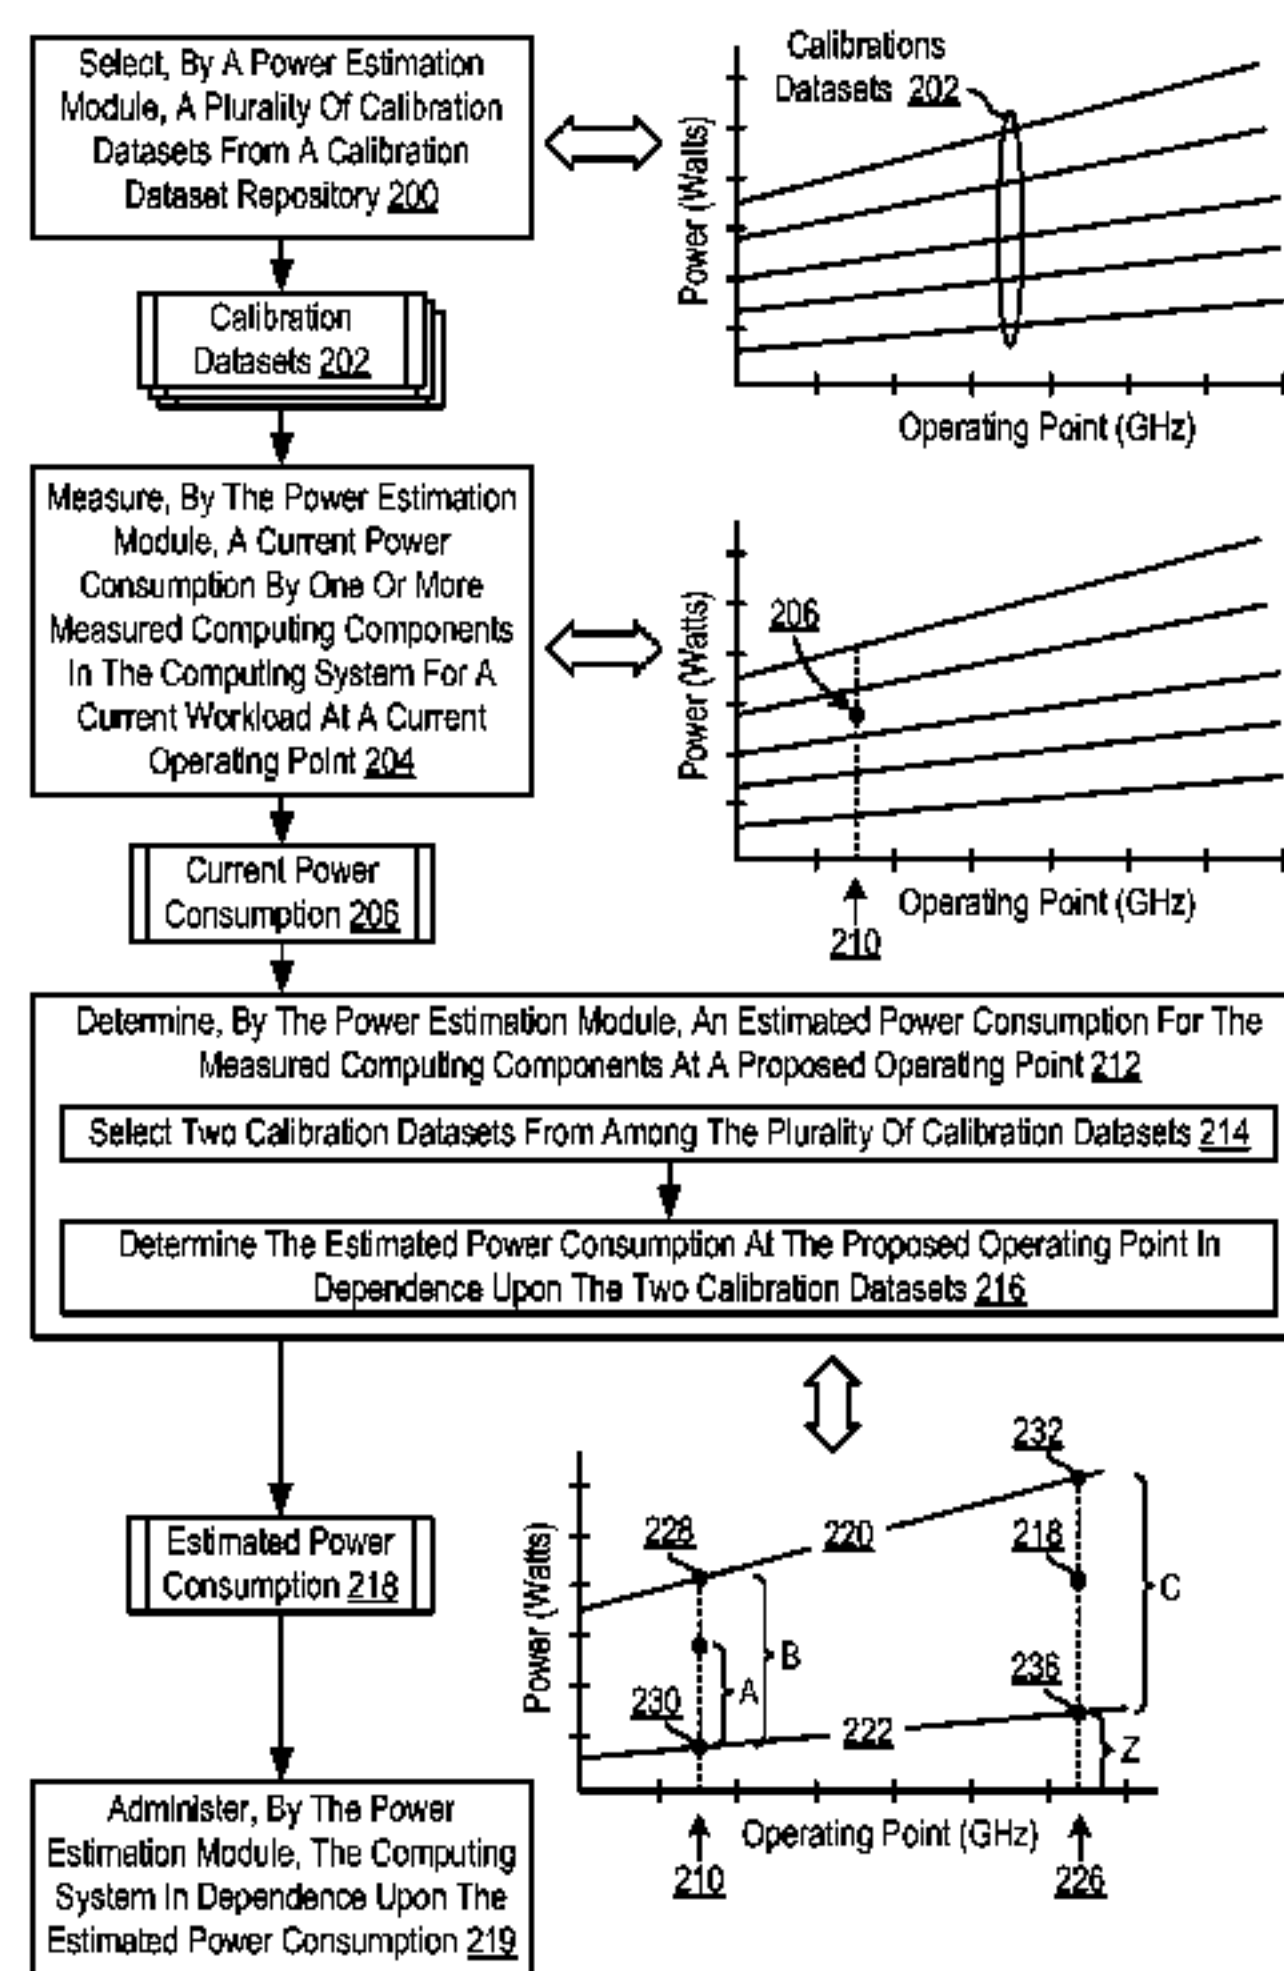 Select, By A Power Estimation
Module, A Plurality Of Calibration
Datasets From A Calibration
Dataset Repository 200
Calibrations
Datasets 202
Power (Watts)
Operating Point (GHz)
Calibration
Datasets 202
Measure, By The Power Estimation
Module, A Current Power
Consumption By One Or More
Measured Computing Components
In The Computing System For A
Current Workload At A Current
Operating Point 204
206
Power (Watts)
Operating Point (GHz)
210
Current Power
Consumption 206
Determine, By The Power Estimation Module, An Estimated Power Consumption For The
Measured Computing Components At A Proposed Operating Point 212
Select Two Calibration Datasets From Among The Plurality Of Calibration Datasets 214
Determine The Estimated Power Consumption At The Proposed Operating Point In
Dependence Upon The Two Calibration Datasets 216
Estimated Power
Consumption 218
232
228
220
218
C
Power (Watts)
B
A
230
236
222
Z
Operating Point (GHz)
210
226
Administer, By The Power
Estimation Module, The Computing
System In Dependence Upon The
Estimated Power Consumption 219